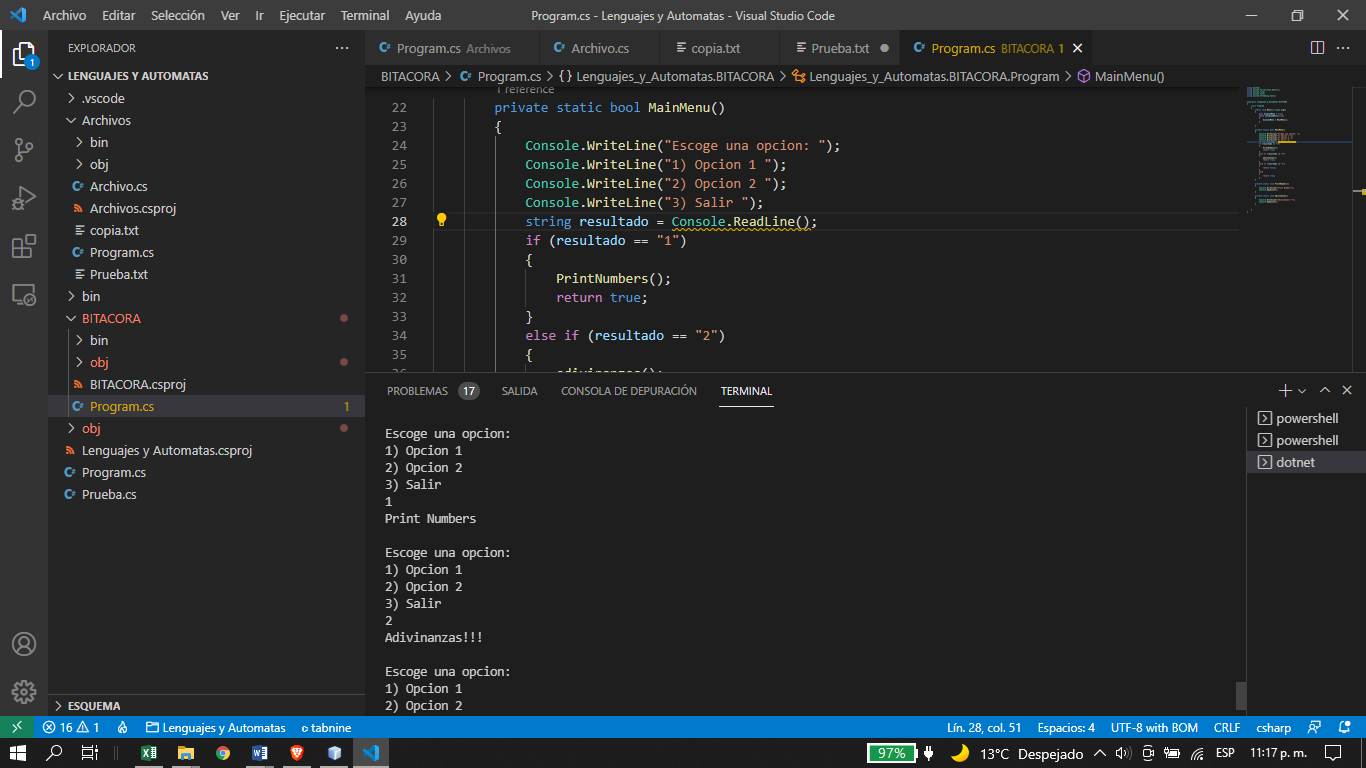 Archivo Editar Selección Ver Ir Ejecutar Terminal Ayuda
Program.cs - Lenguajes y Automatas - Visual Studio Code
EXPLORADOR
LENGUAJES Y AUTOMATAS
.vscode
Archivos
bin
obj
Archivo.cs
Archivos.csproj
copia.txt
Program.cs
Prueba.txt
bin
BITACORA
bin
obj
BITACORA.csproj
Program.cs 1
obj
Lenguajes y Automatas.csproj
Program.cs
Prueba.cs
ESQUEMA
1
Program.cs Archivos
Archivo.cs
copia.txt
Prueba.txt
Program.cs BITACORA 1
BITACORA > Program.cs > {} Lenguajes_y_Automatas.BITACORA > Lenguajes_y_Automatas.BITACORA.Program > MainMenu()
1 reference
22 private static bool MainMenu()
23 {
24 Console.WriteLine("Escoge una opcion: ");
25 Console.WriteLine("1) Opcion 1 ");
26 Console.WriteLine("2) Opcion 2 ");
27 Console.WriteLine("3) Salir ");
28 string resultado = Console.ReadLine();
29 if (resultado == "1")
30 {
31 PrintNumbers();
32 return true;
33 }
34 else if (resultado == "2")
35 {
36 adivinanzas();
PROBLEMAS 17 SALIDA CONSOLA DE DEPURACIÓN TERMINAL
Escoge una opcion:
1) Opcion 1
2) Opcion 2
3) Salir
1
Print Numbers
Escoge una opcion:
1) Opcion 1
2) Opcion 2
3) Salir
2
Adivinanzas!!!
Escoge una opcion:
1) Opcion 1
2) Opcion 2
powershell
powershell
dotnet
16 1 Lenguajes y Automatas tabnine
Lín. 28, col. 51 Espacios: 4 UTF-8 with BOM CRLF csharp
97% 13°C Despejado ESP 11:17 p. m.